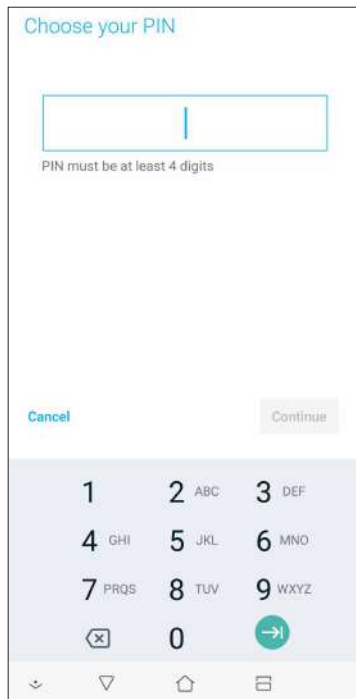 Choose your PIN
PIN must be at least 4 digits
Cancel
Continue
1
2 ABC
3 DEF
4 GHI
5 JKL
6 MNO
7 PRQS
8 TUV
9 WXYZ
0